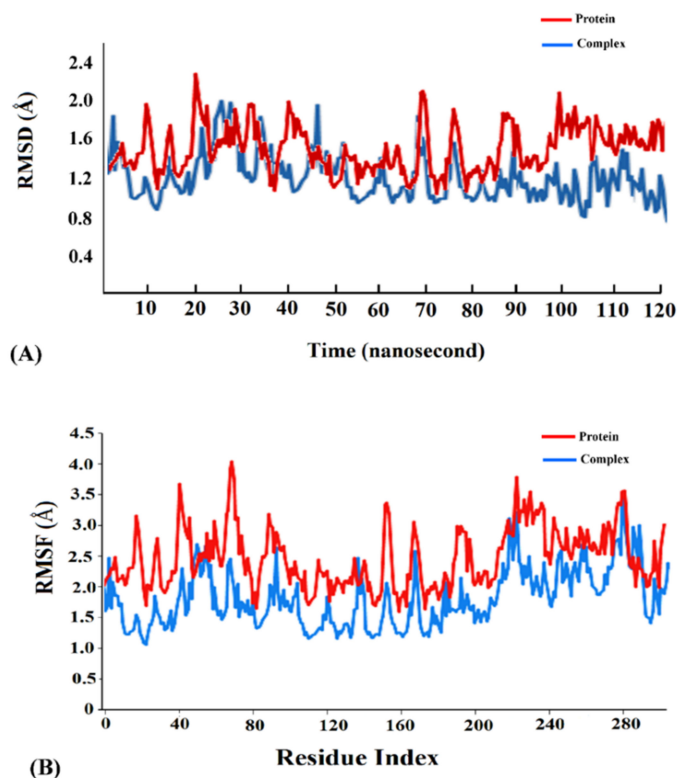 Protein
Complex
RMSD (Å)
2.4
2.0
1.6
1.2
0.8
0.4
10 20 30 40 50 60 70 80 90 100 110 120
Time (nanosecond)
(A)
Protein
Complex
RMSF (Å)
4.5
4.0
3.5
3.0
2.5
2.0
1.5
1.0
0.5
0
0 40 80 120 160 200 240 280
Residue Index
(B)